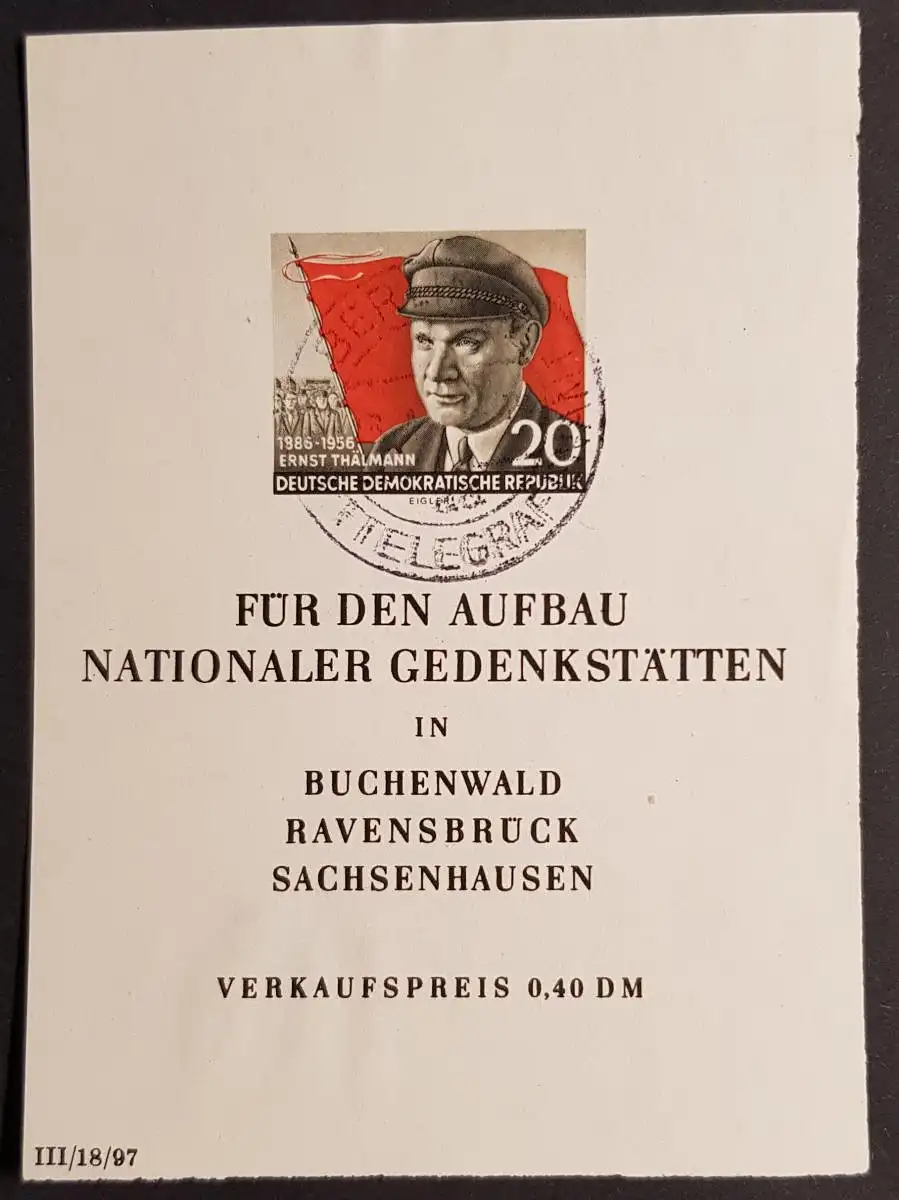 1886-1956
ERNST THÄLMANN
20
DEUTSCHE DEMOKRATISCHE REPUBLIK
EIGLER
TELEGRAF
FÜR DEN AUFBAU
NATIONALER GEDENKSTÄTTEN
IN
BUCHENWALD
RAVENSBRÜCK
SACHSENHAUSEN
VERKAUFSPREIS 0,40 DM
III/18/97